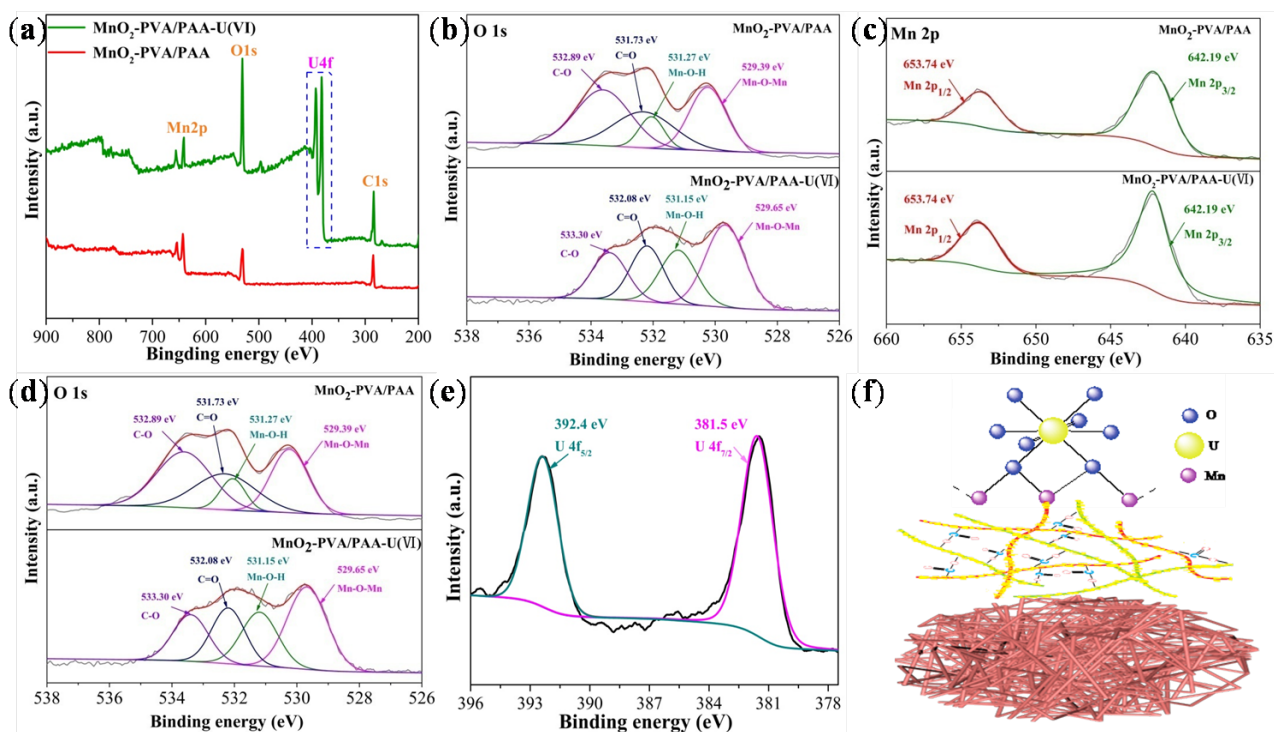 (a)
MnO2-PVA/PAA-U(VI)
MnO2-PVA/PAA
O1s
U4f
Mn2p
C1s
Intensity (a.u.)
900 800 700 600 500 400 300 200
Bingding energy (eV)
(b)
O 1s
MnO2-PVA/PAA
532.89 eV
C-O
531.73 eV
C=O
531.27 eV
Mn-O-H
529.39 eV
Mn-O-Mn
MnO2-PVA/PAA-U(VI)
533.30 eV
C-O
532.08 eV
C=O
531.15 eV
Mn-O-H
529.65 eV
Mn-O-Mn
Intensity (a.u.)
538 536 534 532 530 528 526
Binding energy (eV)
(c)
Mn 2p
MnO2-PVA/PAA
653.74 eV
Mn 2p1/2
642.19 eV
Mn 2p3/2
MnO2-PVA/PAA-U(VI)
653.74 eV
Mn 2p1/2
642.19 eV
Mn 2p3/2
Intensity (a.u.)
660 655 650 645 640 635
Binding energy (eV)
(d)
O 1s
MnO2-PVA/PAA
532.89 eV
C-O
531.73 eV
C=O
531.27 eV
Mn-O-H
529.39 eV
Mn-O-Mn
MnO2-PVA/PAA-U(VI)
533.30 eV
C-O
532.08 eV
C=O
531.15 eV
Mn-O-H
529.65 eV
Mn-O-Mn
Intensity (a.u.)
538 536 534 532 530 528 526
Binding energy (eV)
(e)
392.4 eV
U 4f5/2
381.5 eV
U 4f7/2
Intensity (a.u.)
396 393 390 387 384 381 378
Binding energy (eV)
(f)
O
U
Mn